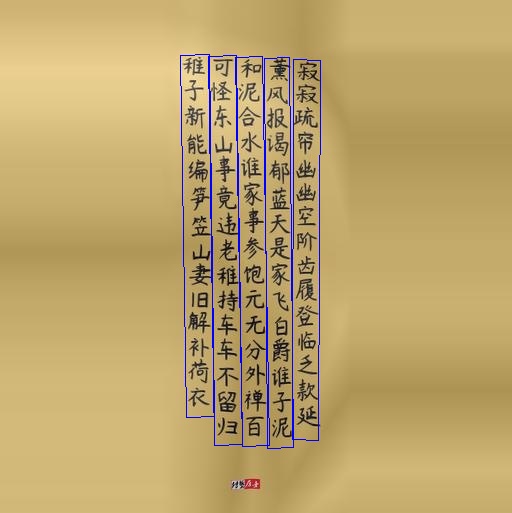 寂寂疏帘幽幽空阶齿履登临乏款延
薰风报谒郁蓝天是家飞白爵谁子泥
和泥合水谁家事参饱元无分外禅百
可怪东山事竟违老稚持车车不留归
稚子新能编笋笠山妻旧解补荷衣